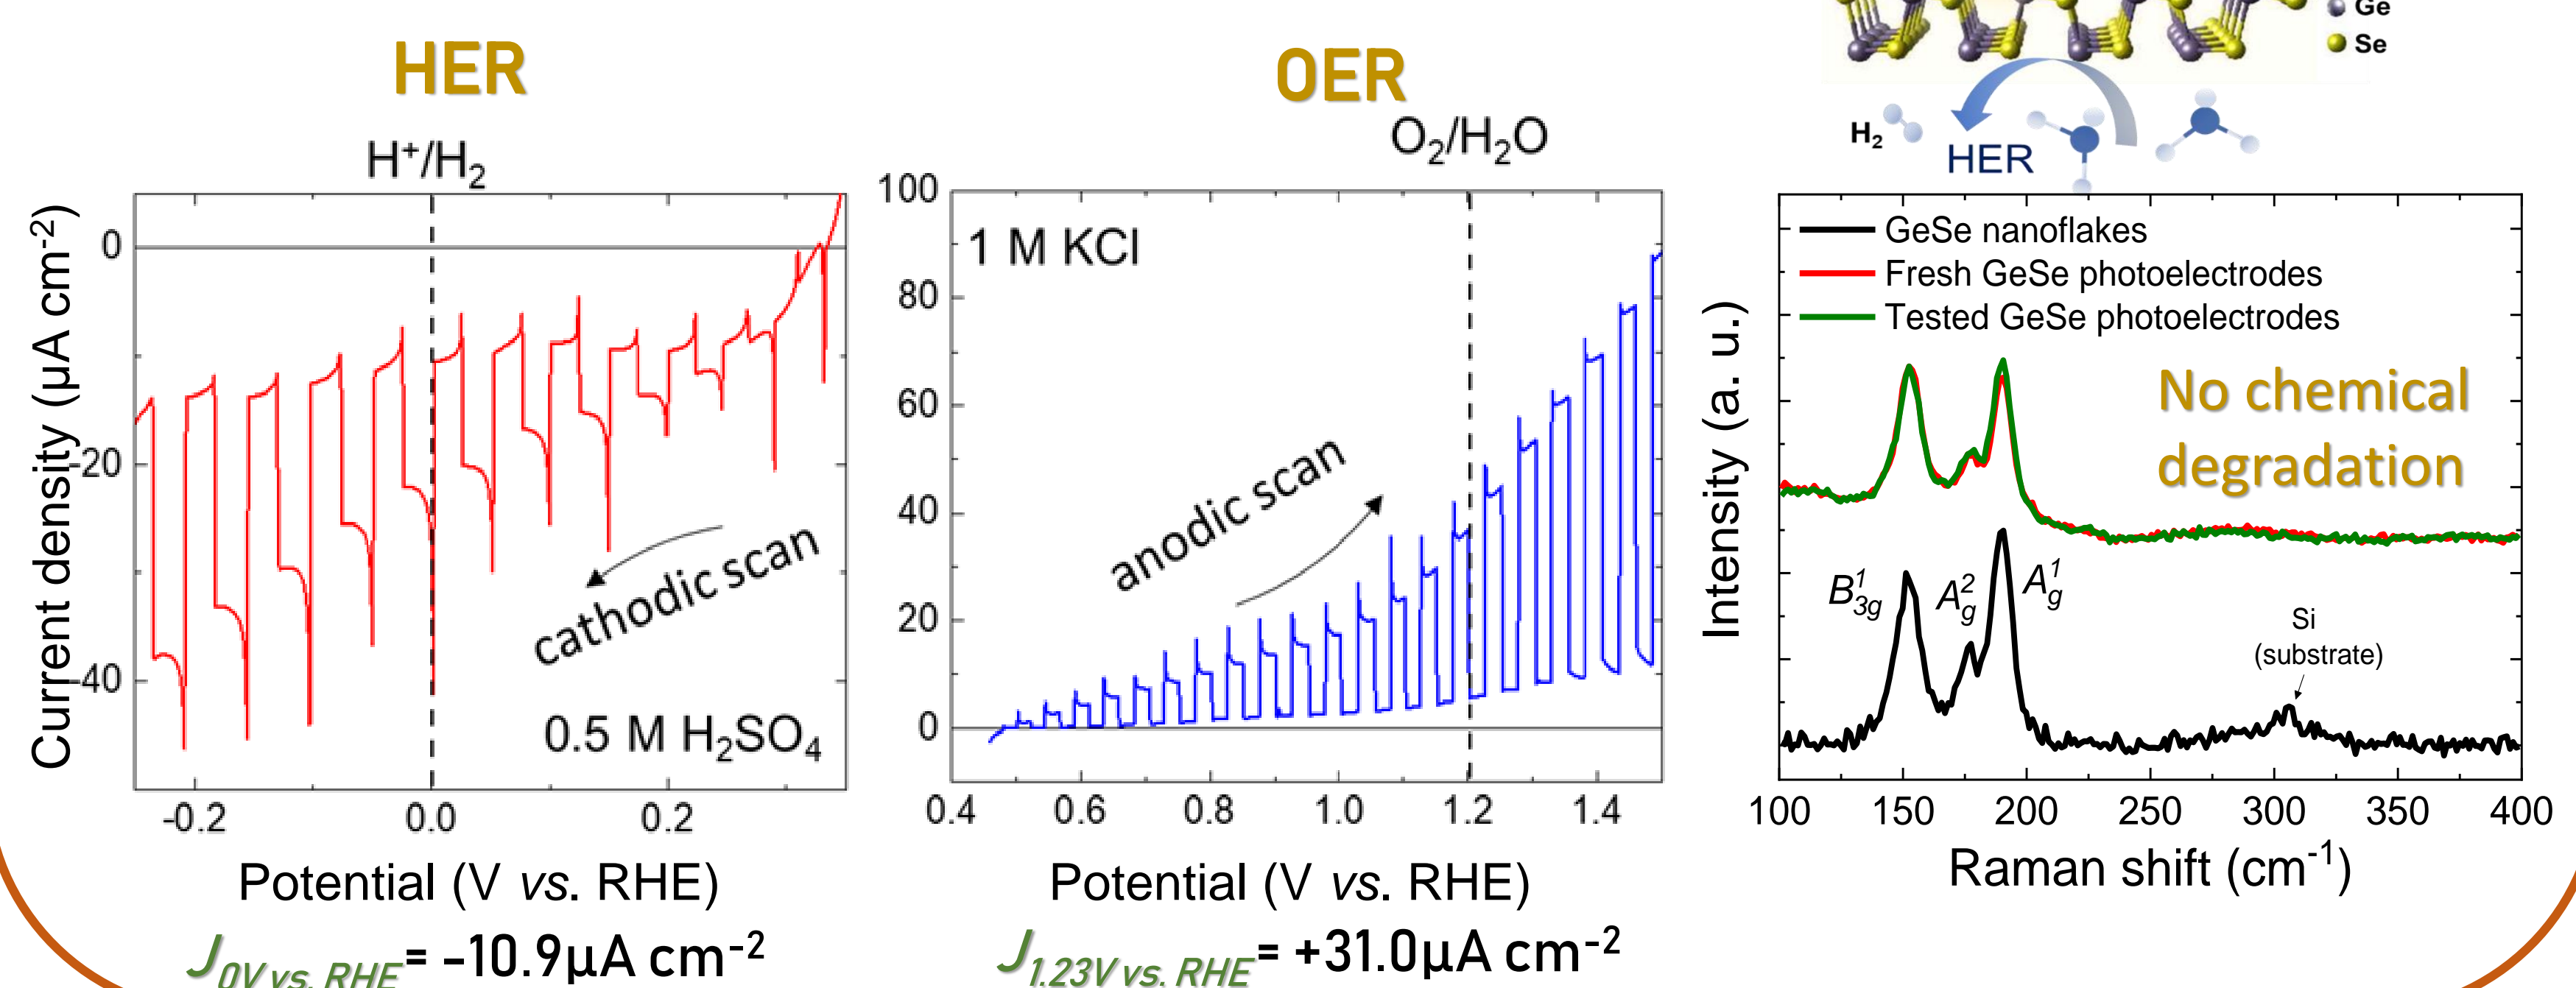 HER
H⁺/H₂
Current density (µA cm⁻²)
0
-20
-40
cathodic scan
0.5 M H₂SO₄
-0.2 0.0 0.2
Potential (V vs. RHE)
J0V vs. RHE = -10.9µA cm⁻²
OER
O₂/H₂O
100
80
60
40
20
0
1 M KCl
anodic scan
0.4 0.6 0.8 1.0 1.2 1.4
Potential (V vs. RHE)
J1.23V vs. RHE = +31.0µA cm⁻²
Ge
Se
H₂
HER
Intensity (a. u.)
GeSe nanoflakes
Fresh GeSe photoelectrodes
Tested GeSe photoelectrodes
No chemical
degradation
B¹3g A²g A¹g
Si
(substrate)
100 150 200 250 300 350 400
Raman shift (cm⁻¹)